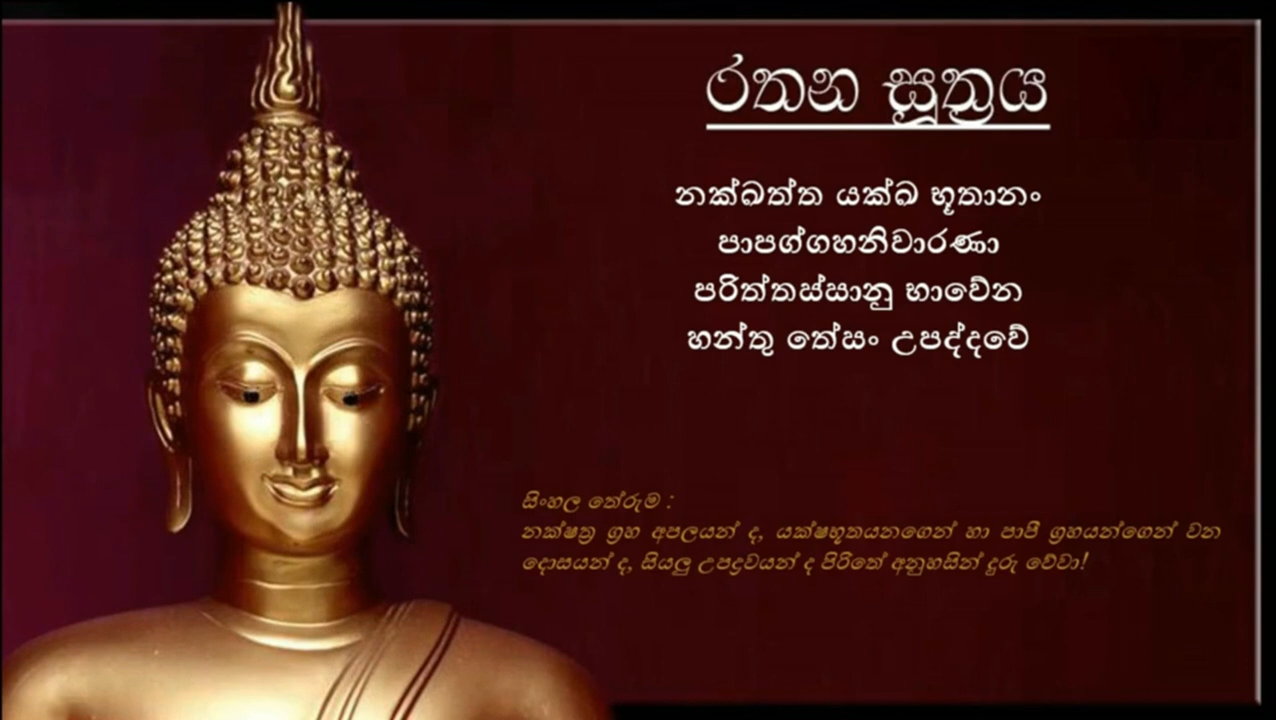 රතන සූත්‍රය
නක්ඛත්ත යක්ඛ භූතානං
පාපග්ගහනිවාරණා
පරිත්තස්සානු භාවේන
හන්තු තේසං උපද්දවේ
සිංහල තේරුම :
නක්ෂත්‍ර ග්‍රහ අපලයන් ද, යක්ෂභූතයනගෙන් හා පාපී ග්‍රහයන්ගෙන් වන
දොසයන් ද, සියලු උපද්‍රවයන් ද පිරිතේ අනුහසින් දුරු වේවා!